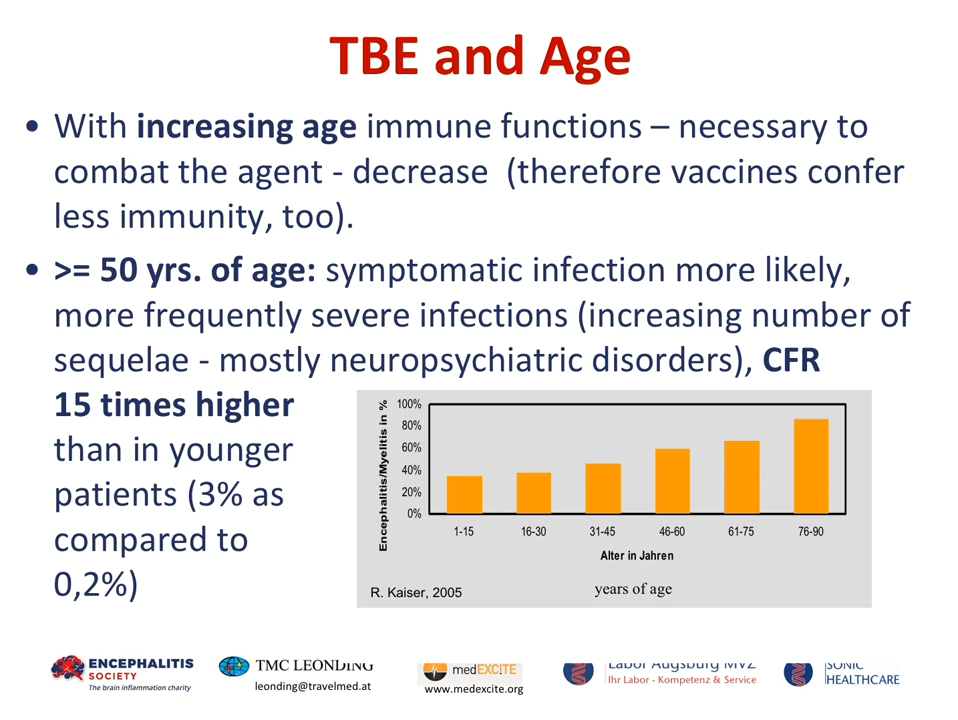 TBE and Age
• With increasing age immune functions – necessary to
combat the agent - decrease  (therefore vaccines confer
less immunity, too).
• >= 50 yrs. of age: symptomatic infection more likely,
more frequently severe infections (increasing number of
sequelae - mostly neuropsychiatric disorders), CFR
15 times higher
than in younger
patients (3% as
compared to
0,2%)
Encephalitis/Myelitis in %
100%
80%
60%
40%
20%
0%
1-15 16-30 31-45 46-60 61-75 76-90
Alter in Jahren
R. Kaiser, 2005
years of age
ENCEPHALITIS
SOCIETY
The brain inflammation charity
TMC LEONDING
leonding@travelmed.at
medEXCITE
www.medexcite.org
Labor Augsburg MVZ
Ihr Labor - Kompetenz & Service
SONIC
HEALTHCARE